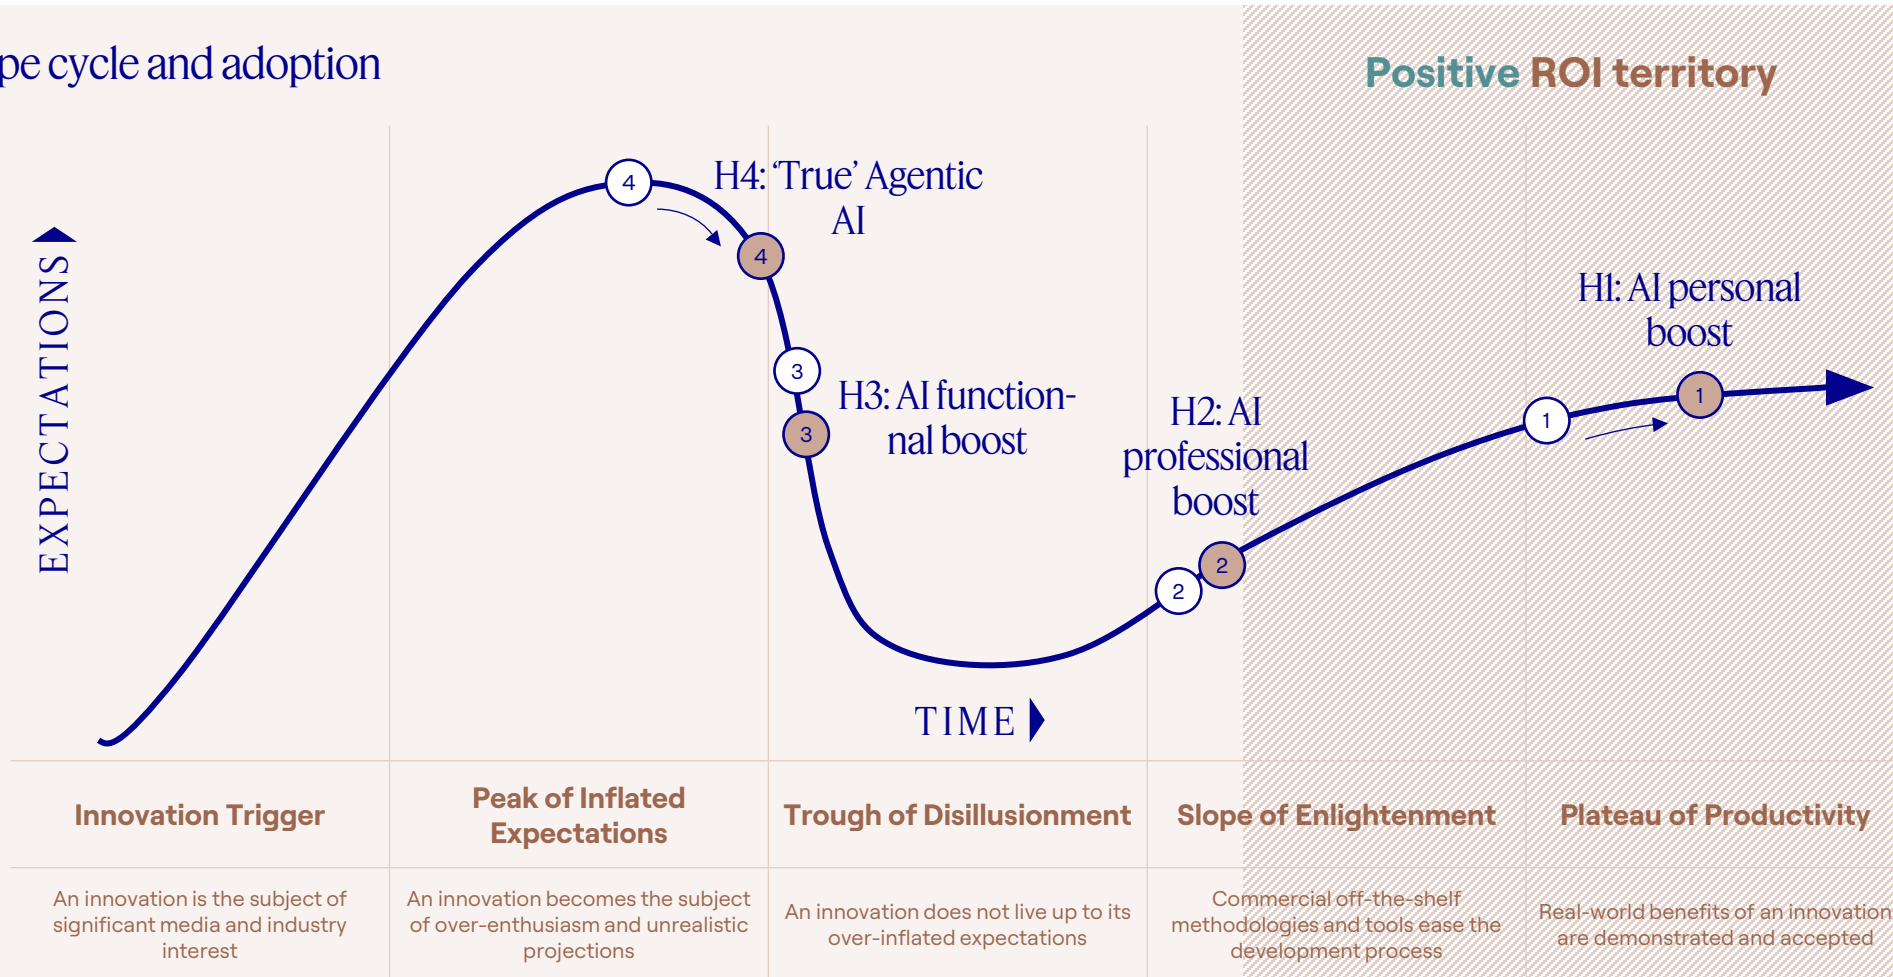 pe cycle and adoption
Positive ROI territory
EXPECTATIONS
4
H4: ‘True’ Agentic
AI
4
3
H3: AI function-
nal boost
3
H2: AI
professional
boost
2
2
H1: AI personal
boost
1
1
TIME
Innovation Trigger
Peak of Inflated
Expectations
Trough of Disillusionment
Slope of Enlightenment
Plateau of Productivity
An innovation is the subject of
significant media and industry
interest
An innovation becomes the subject
of over-enthusiasm and unrealistic
projections
An innovation does not live up to its
over-inflated expectations
Commercial off-the-shelf
methodologies and tools ease the
development process
Real-world benefits of an innovation
are demonstrated and accepted